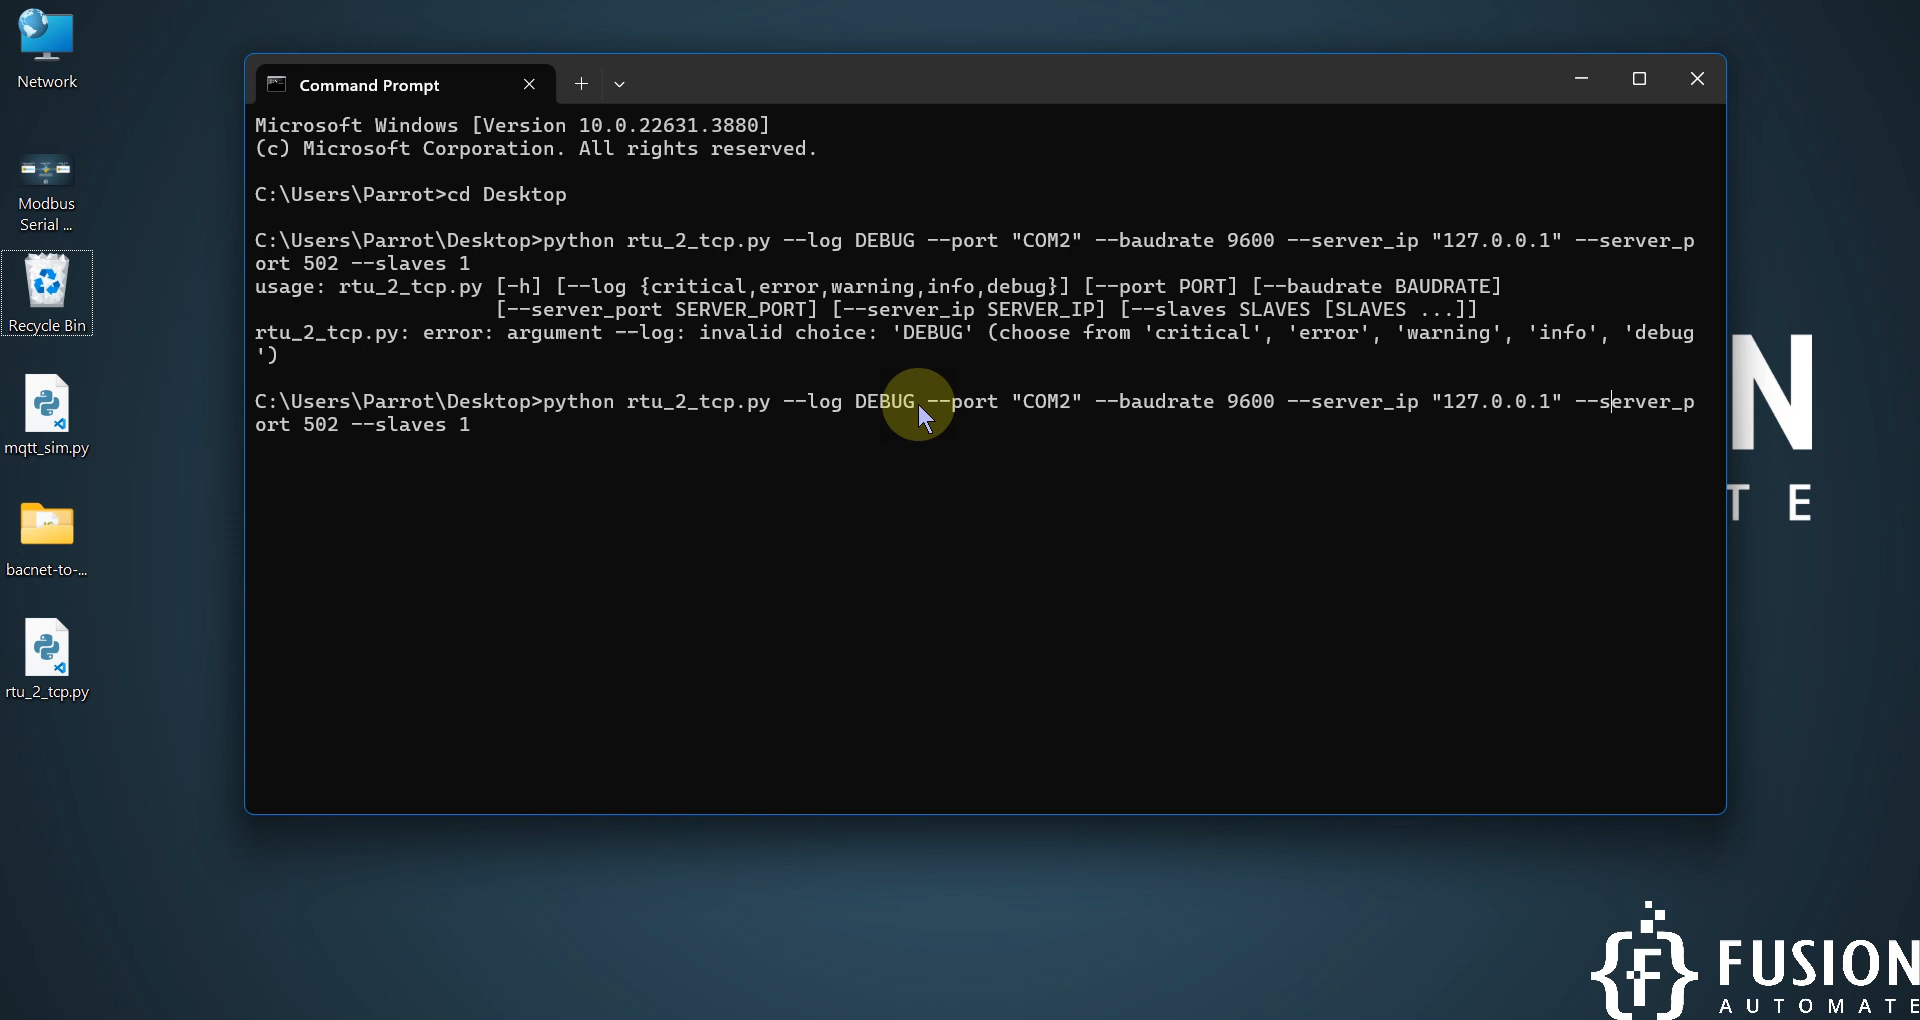 Network
Modbus
Serial ...
Recycle Bin
mqtt_sim.py
bacnet-to-...
rtu_2_tcp.py
Command Prompt
Microsoft Windows [Version 10.0.22631.3880]
(c) Microsoft Corporation. All rights reserved.
C:\Users\Parrot>cd Desktop
C:\Users\Parrot\Desktop>python rtu_2_tcp.py --log DEBUG --port "COM2" --baudrate 9600 --server_ip "127.0.0.1" --server_p
ort 502 --slaves 1
usage: rtu_2_tcp.py [-h] [--log {critical,error,warning,info,debug}] [--port PORT] [--baudrate BAUDRATE]
[--server_port SERVER_PORT] [--server_ip SERVER_IP] [--slaves SLAVES [SLAVES ...]]
rtu_2_tcp.py: error: argument --log: invalid choice: 'DEBUG' (choose from 'critical', 'error', 'warning', 'info', 'debug
')
C:\Users\Parrot\Desktop>python rtu_2_tcp.py --log DEBUG --port "COM2" --baudrate 9600 --server_ip "127.0.0.1" --server_p
ort 502 --slaves 1
N
T E
FUSION
AUTOMATE